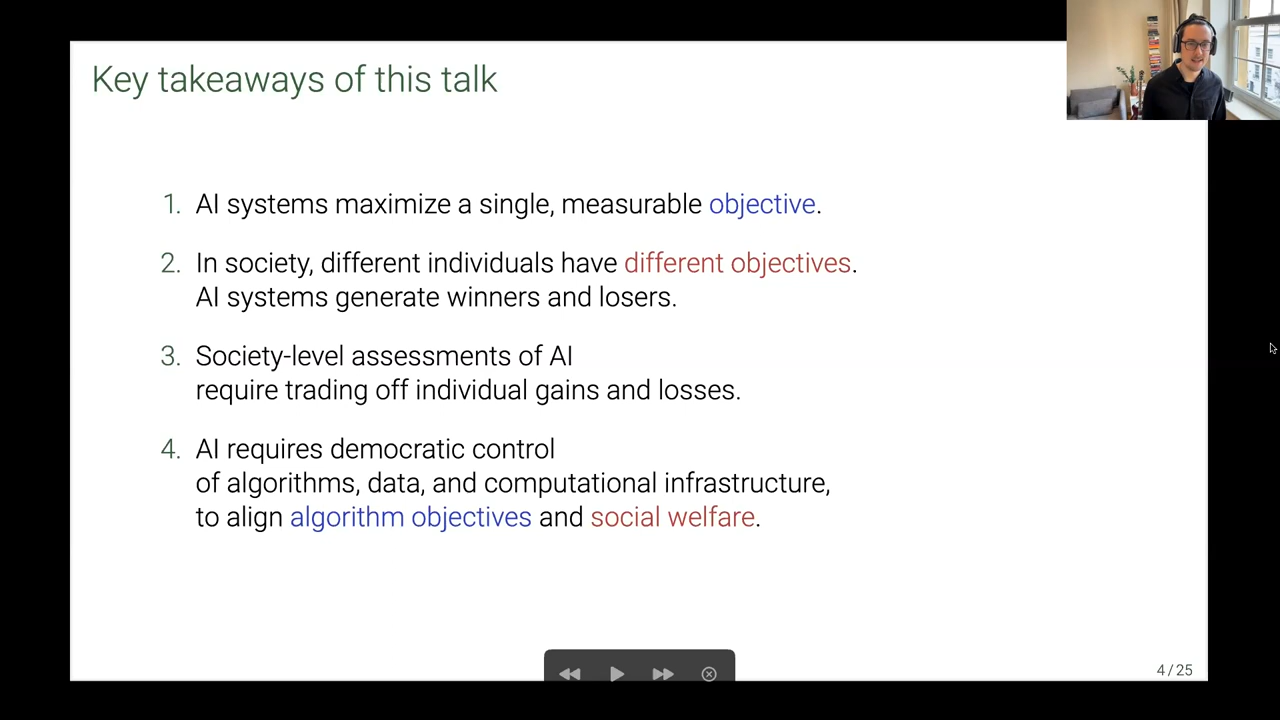 Key takeaways of this talk
1. AI systems maximize a single, measurable objective.
2. In society, different individuals have different objectives.
AI systems generate winners and losers.
3. Society-level assessments of AI
require trading off individual gains and losses.
4. AI requires democratic control
of algorithms, data, and computational infrastructure,
to align algorithm objectives and social welfare.
4 / 25